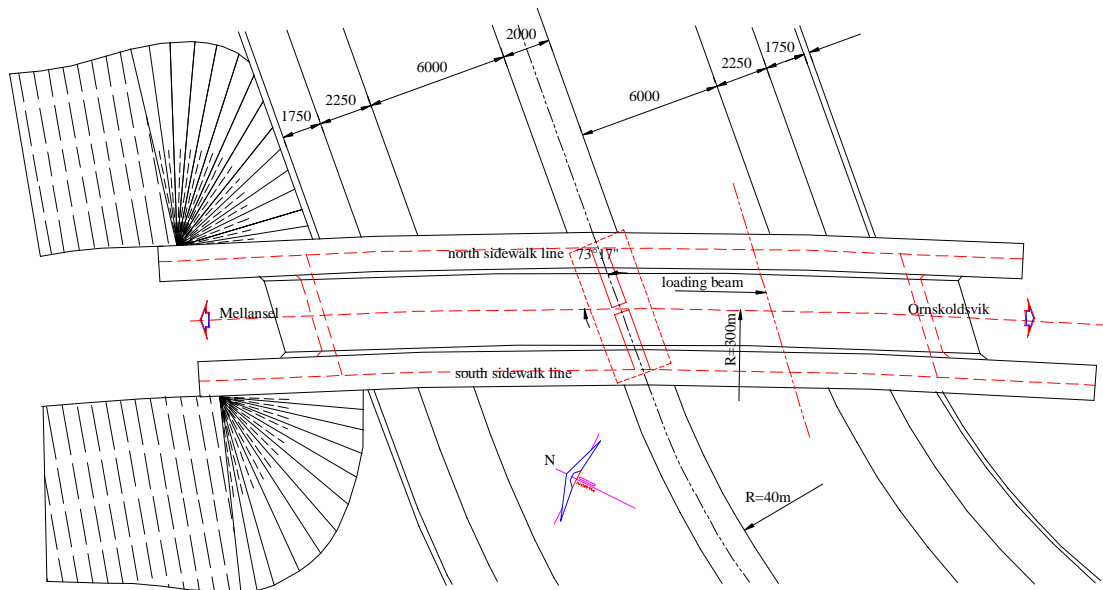 2000
6000
1750
2250
2250
1750
6000
north sidewalk line
73°17"
loading beam
Mellansel
Ornskoldsvik
R=300m
south sidewalk line
N
R=40m